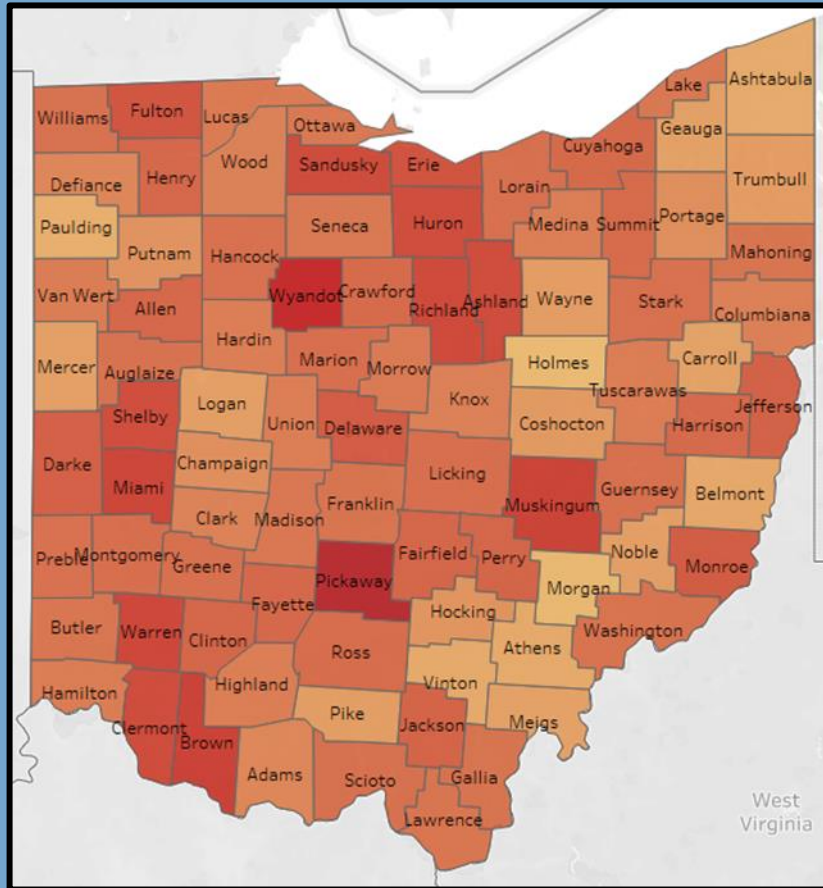 Ashtabula
Lake
Geauga
Williams
Fulton
Lucas
Ottawa
Cuyahoga
Wood
Sandusky
Erie
Trumbull
Henry
Defiance
Lorain
Portage
Medina
Summit
Paulding
Seneca
Huron
Putnam
Mahoning
Hancock
Van Wert
Wyandot
Crawford
Richland
Ashland
Wayne
Stark
Allen
Columbiana
Hardin
Marion
Morrow
Holmes
Carroll
Mercer
Auglaize
Tuscarawas
Knox
Logan
Jefferson
Shelby
Union
Delaware
Coshocton
Harrison
Darke
Champaign
Licking
Miami
Guernsey
Belmont
Muskingum
Franklin
Clark
Madison
Preble
Montgomery
Greene
Fairfield
Perry
Noble
Monroe
Pickaway
Morgan
Fayette
Hocking
Butler
Warren
Clinton
Washington
Ross
Athens
Highland
Vinton
Hamilton
Pike
Meigs
Clermont
Jackson
Brown
Adams
Scioto
Gallia
Lawrence
West
Virginia